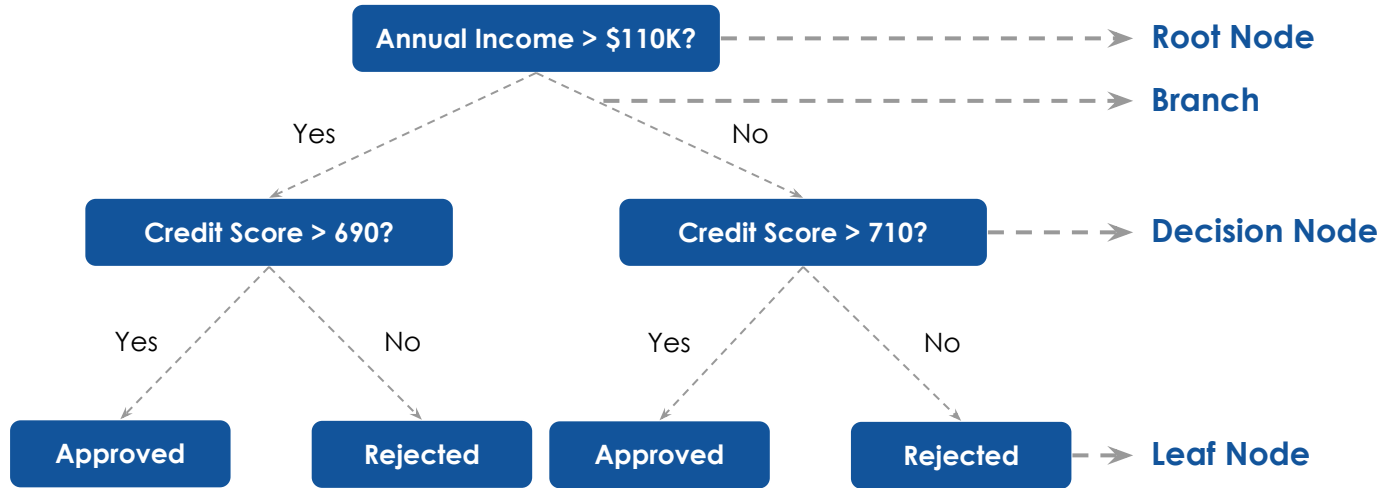 Annual Income > $110K?
Root Node
Branch
Yes
No
Credit Score > 690?
Credit Score > 710?
Decision Node
Yes
No
Yes
No
Approved
Rejected
Approved
Rejected
Leaf Node